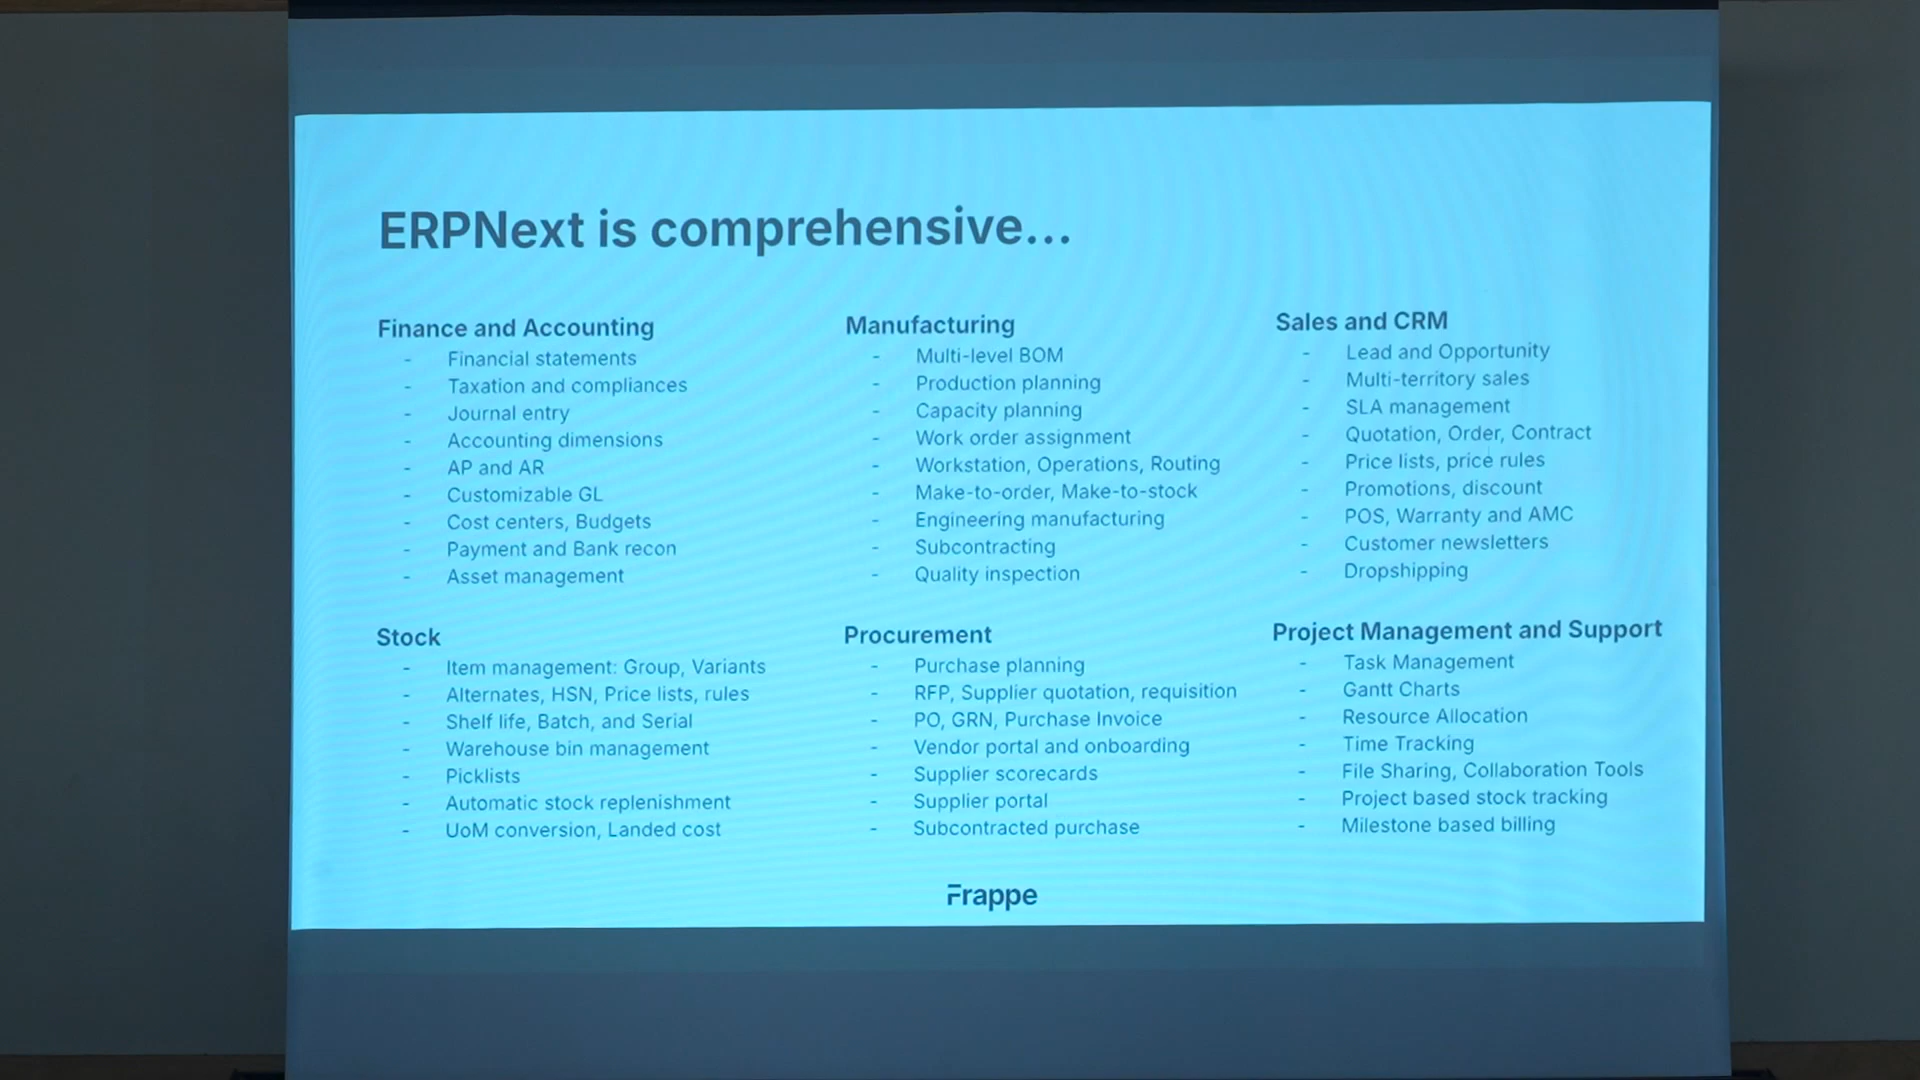 ERPNext is comprehensive...
Finance and Accounting
- Financial statements
- Taxation and compliances
- Journal entry
- Accounting dimensions
- AP and AR
- Customizable GL
- Cost centers, Budgets
- Payment and Bank recon
- Asset management
Manufacturing
- Multi-level BOM
- Production planning
- Capacity planning
- Work order assignment
- Workstation, Operations, Routing
- Make-to-order, Make-to-stock
- Engineering manufacturing
- Subcontracting
- Quality inspection
Sales and CRM
- Lead and Opportunity
- Multi-territory sales
- SLA management
- Quotation, Order, Contract
- Price lists, price rules
- Promotions, discount
- POS, Warranty and AMC
- Customer newsletters
- Dropshipping
Stock
- Item management: Group, Variants
- Alternates, HSN, Price lists, rules
- Shelf life, Batch, and Serial
- Warehouse bin management
- Picklists
- Automatic stock replenishment
- UoM conversion, Landed cost
Procurement
- Purchase planning
- RFP, Supplier quotation, requisition
- PO, GRN, Purchase Invoice
- Vendor portal and onboarding
- Supplier scorecards
- Supplier portal
- Subcontracted purchase
Project Management and Support
- Task Management
- Gantt Charts
- Resource Allocation
- Time Tracking
- File Sharing, Collaboration Tools
- Project based stock tracking
- Milestone based billing
Frappe